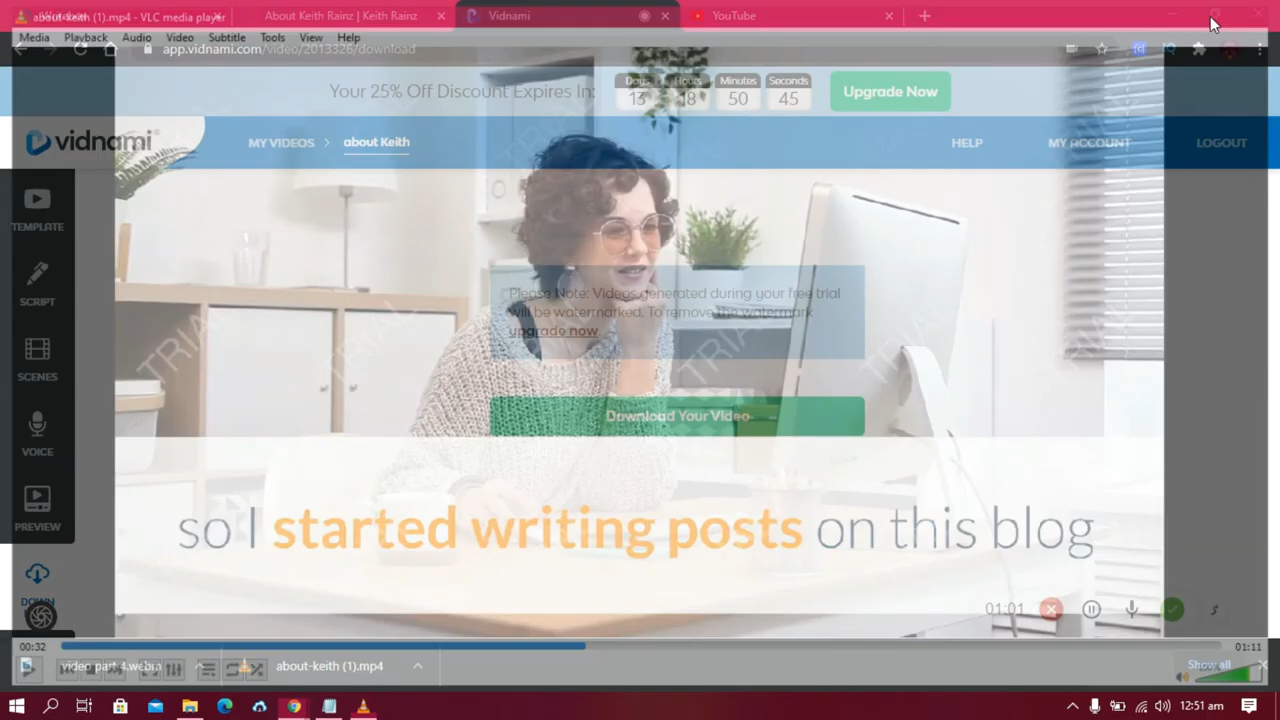 about-keith (1).mp4 - VLC media player
About Keith Rainz | Keith Rainz
Vidnami
YouTube
Media Playback Audio Video Subtitle Tools View Help
app.vidnami.com/video/2013326/download
Your 25% Off Discount Expires In:
Days Hours Minutes Seconds
13 18 50 45
Upgrade Now
vidnami
MY VIDEOS > about Keith
HELP
MY ACCOUNT
LOGOUT
TEMPLATE
SCRIPT
SCENES
VOICE
PREVIEW
Please Note: Videos generated during your free trial
will be watermarked. To remove the watermark
upgrade now.
TRIAL TRIAL TRIAL TRIAL TRIAL
Download Your Video
so I started writing posts on this blog
01:01
00:32
01:11
video part 4.webm
about-keith (1).mp4
Show all
12:51 am